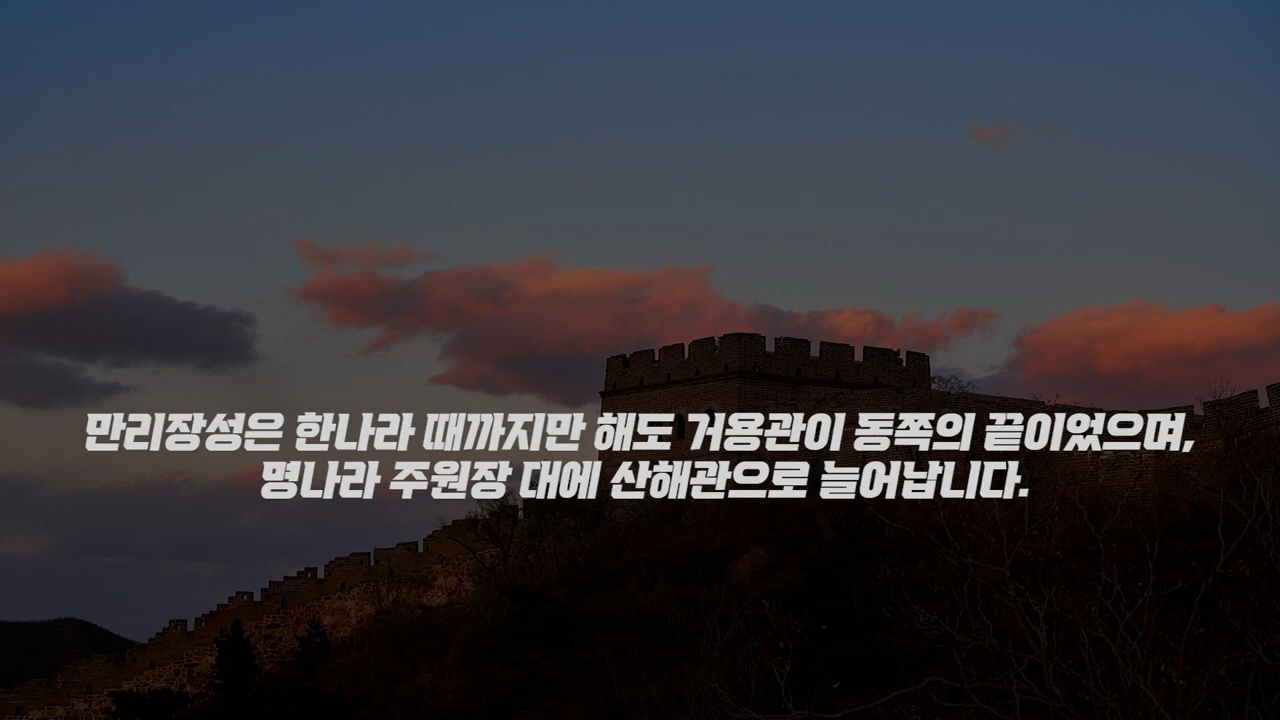 만리장성은 한나라 때까지만 해도 거용관이 동쪽의 끝이었으며,
명나라 주원장 대에 산해관으로 늘어납니다.